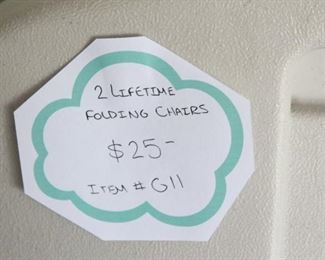 2 LIFETIME
FOLDING CHAIRS
$25-
ITEM # G11